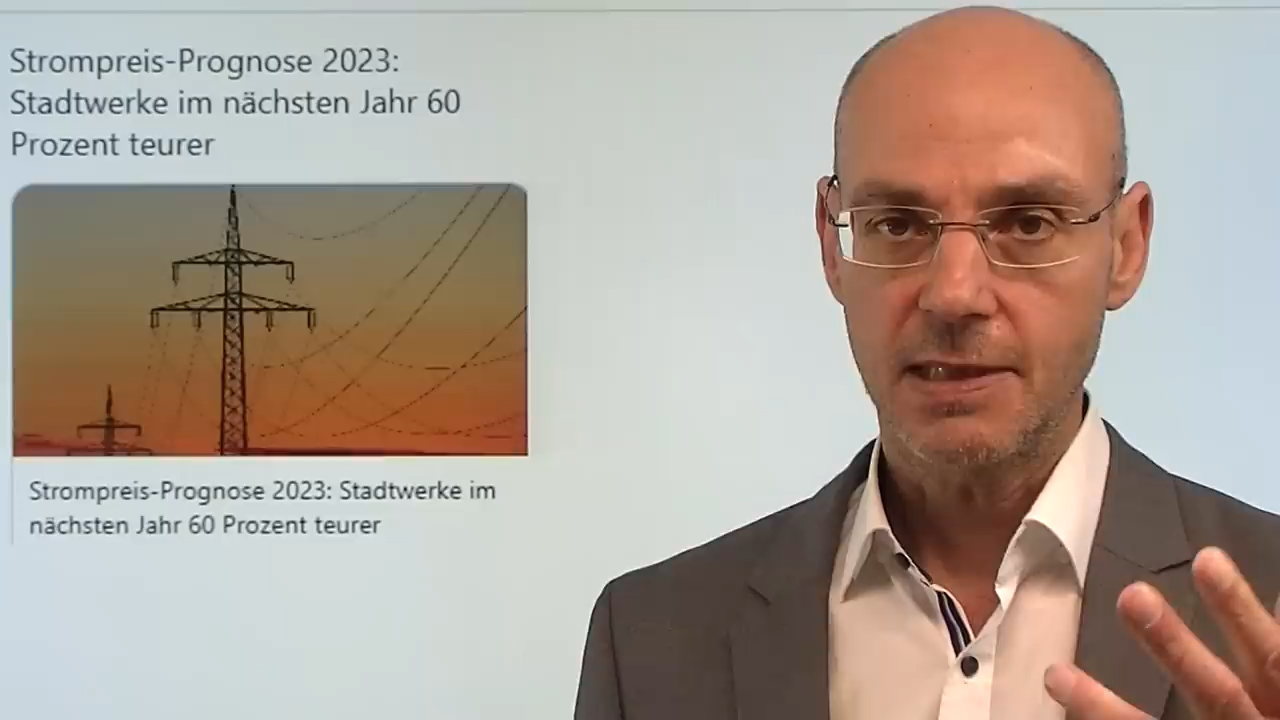 Strompreis-Prognose 2023:
Stadtwerke im nächsten Jahr 60
Prozent teurer
Strompreis-Prognose 2023: Stadtwerke im
nächsten Jahr 60 Prozent teurer